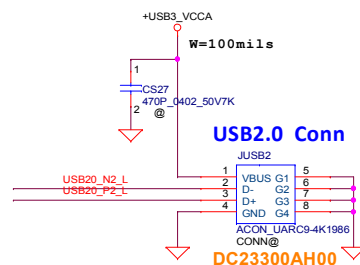 +USB3_VCCA
W=100mils
1
CS27
470P_0402_50V7K
2
@
USB2.0 Conn
JUSB2
USB20_N2_L
USB20_P2_L
1 VBUS G1 5
2 D- G2 6
3 D+ G3 7
4 GND G4 8
ACON_UARC9-4K1986
CONN@
DC23300AH00